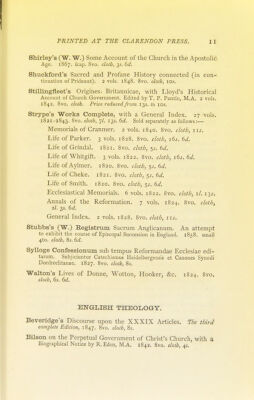 PRINTED AT THE CLARENDON PRESS. 11
Shirley's (W. W.) Some Account of the Church in the Apostolic
Age. 1867. fcap. 8vo. cloth, 3s. 6d.
Shuckford's Sacred and Profane History connected (in con-
tinuation of Prideaux). 2 vols. 1848. 8vo. cloth, 10s.
Stillingfleet's Origines Britannicae, with Lloyd's Historical
Account of Church Government. Edited by T. P. Pantin, M.A. 2 vols.
1842. 8vo. cloth. Price reduced from 13s. to 10s.
Strype's Works Complete, with a General Index. 27 vols.
1821-1843. 8vo. cloth, 7l. 13s. 6d. Sold separately as follows:—
Memorials of Cranmer. 2 vols. 1840. 8vo. cloth, 11s.
Life of Parker. 3 vols. 1828. 8vo. cloth, 16s. 6d.
Life of Grindal. 1821. 8vo. cloth, 5s. 6d.
Life of Whitgift. 3 vols. 1822. 8vo. cloth, 16s. 6d.
Life of Aylmer. 1820. 8vo. cloth, 5s. 6d.
Life of Cheke. 1821. 8vo. cloth, 5s. 6d.
Life of Smith. 1820. 8vo. cloth, 5s. 6d.
Ecclesiastical Memorials. 6 vols. 1822. 8vo. cloth, 1l. 13s.
Annals of the Reformation. 7 vols. 1824. 8vo. cloth,
2l. 3s. 6d.
General Index. 2 vols. 1828. 8vo. cloth, 11s.
Stubbs's (W.) Registrum Sacrum Anglicanum. An attempt
to exhibit the course of Episcopal Succession in England. 1858. small
4to. cloth, 8s. 6d.
Sylloge Confessionum sub tempus Reformandae Ecclesiae edi-
tarum. Subjiciuntur Catechismus Heidelbergensis et Canones Synodi
Dordrechtanae. 1827. 8vo. cloth, 8s.
Walton's Lives of Donne, Wotton, Hooker, &c. 1824. 8vo.
cloth, 6s. 6d.
ENGLISH THEOLOGY.
Beveridge's Discourse upon the XXXIX Articles. The third
complete Edition, 1847. 8vo. cloth, 8s.
Bilson on the Perpetual Government of Christ's Church, with a
Biographical Notice by R. Eden, M.A. 1842. 8vo. cloth, 4s.